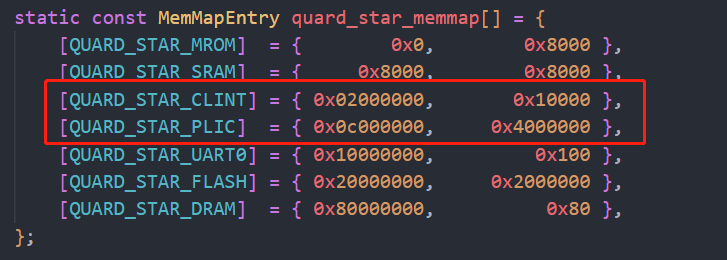 static const MemMapEntry quard_star_memmap[] = {
[QUARD_STAR_MROM] = { 0x0, 0x8000 },
[QUARD_STAR_SRAM] = { 0x8000, 0x8000 },
[QUARD_STAR_CLINT] = { 0x02000000, 0x10000 },
[QUARD_STAR_PLIC] = { 0x0c000000, 0x4000000 },
[QUARD_STAR_UART0] = { 0x10000000, 0x100 },
[QUARD_STAR_FLASH] = { 0x20000000, 0x2000000 },
[QUARD_STAR_DRAM] = { 0x80000000, 0x80 },
};